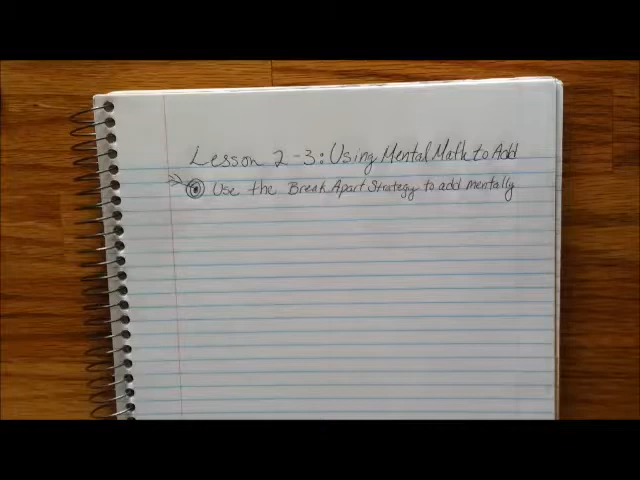 Lesson 2-3: Using Mental Math to Add
Use the Break Apart Strategy to add mentally